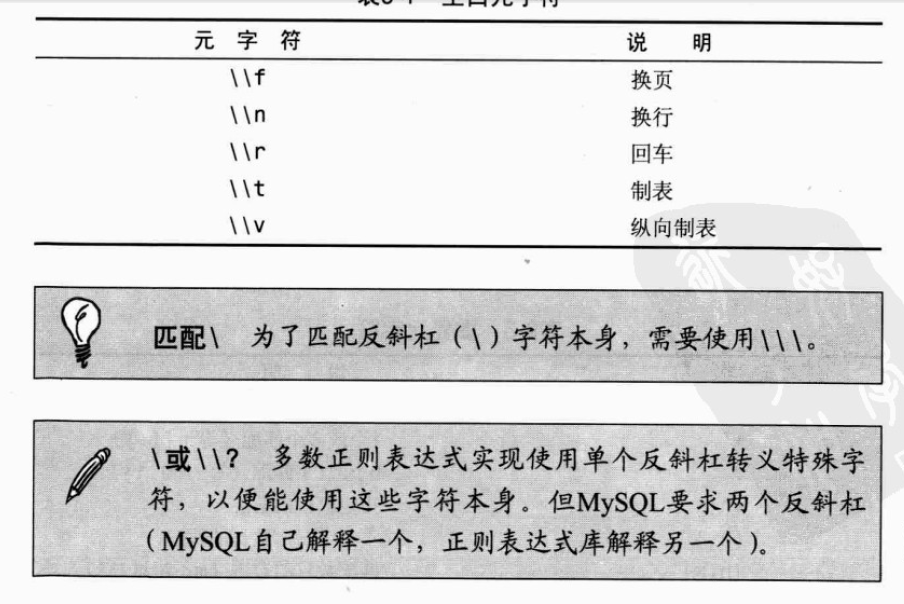 元 字 符 说 明
\\f 换页
\\n 换行
\\r 回车
\\t 制表
\\v 纵向制表
匹配\ 为了匹配反斜杠（\）字符本身，需要使用\\\。
\或\\? 多数正则表达式实现使用单个反斜杠转义特殊字
符，以便能使用这些字符本身。但MySQL要求两个反斜杠
（MySQL自己解释一个，正则表达式库解释另一个）。